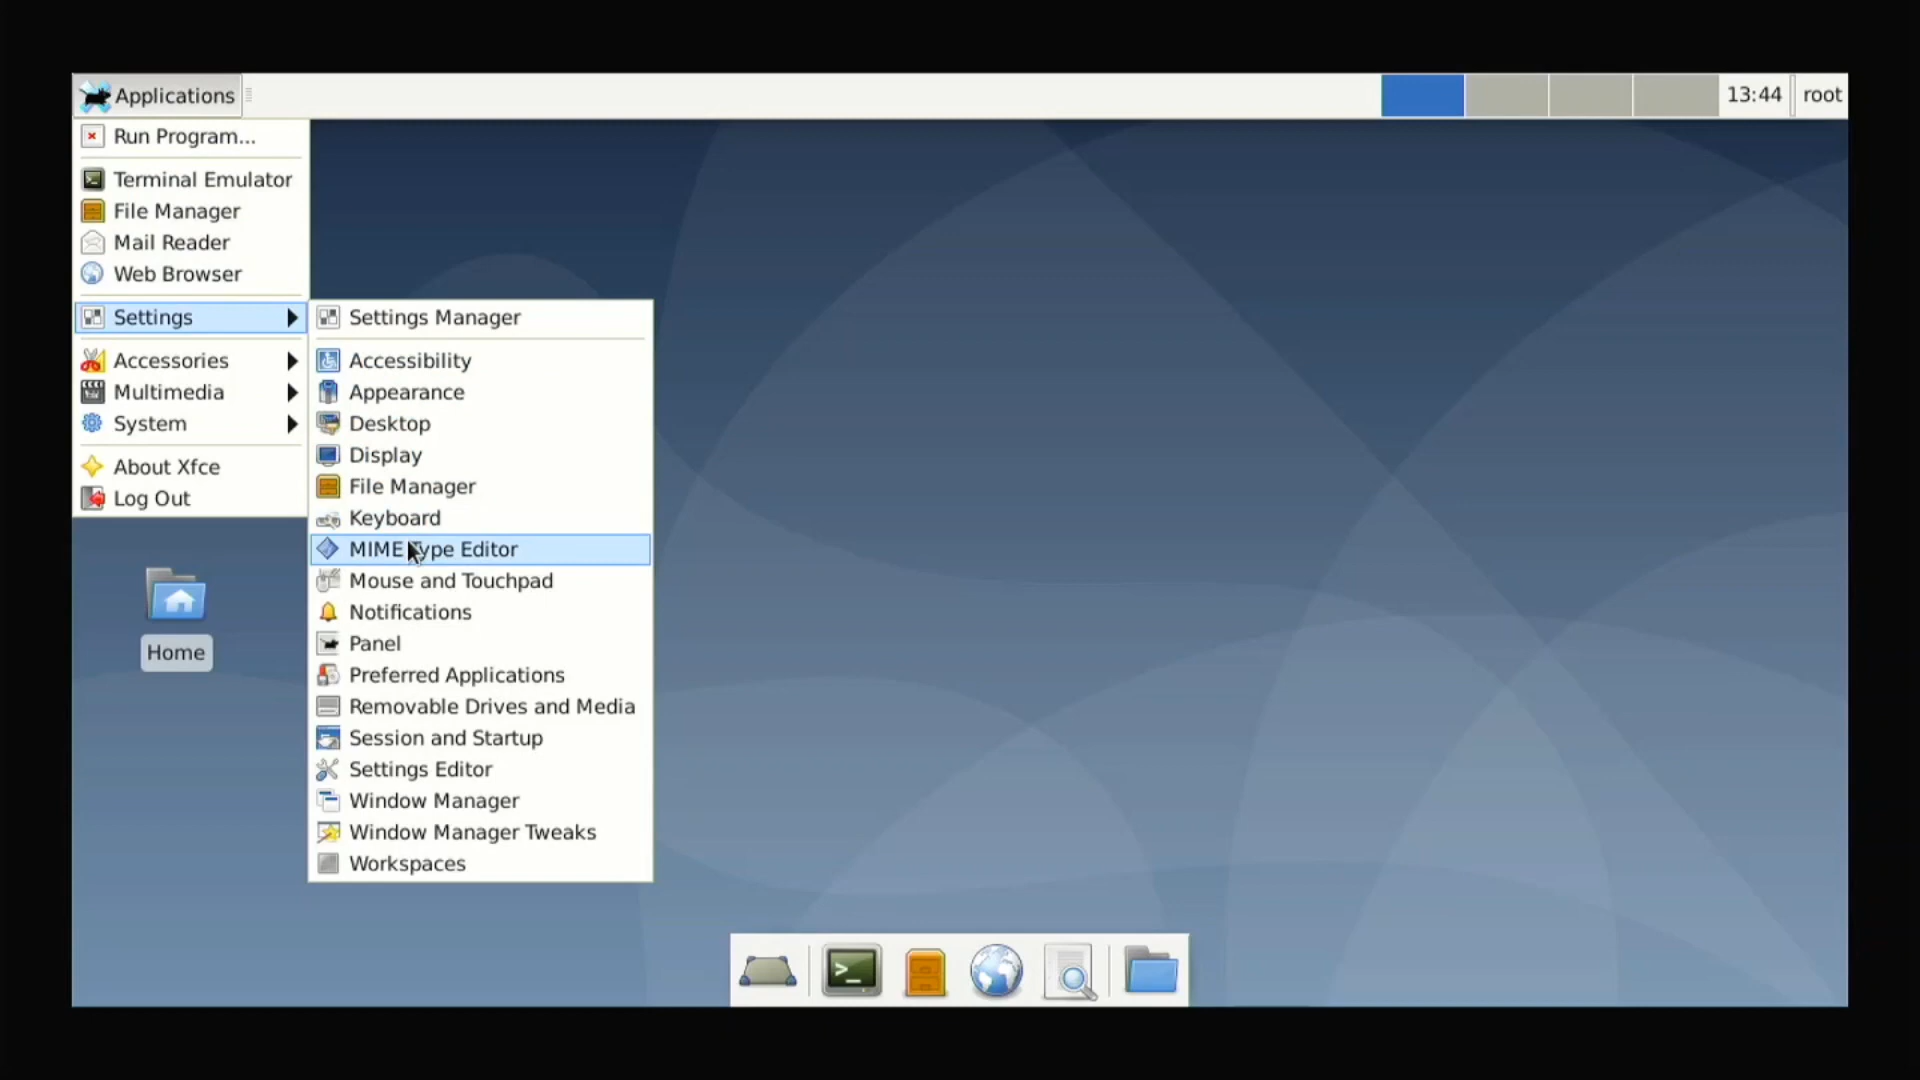 Applications
13:44
root
Run Program...
Terminal Emulator
File Manager
Mail Reader
Web Browser
Settings
Accessories
Multimedia
System
About Xfce
Log Out
Settings Manager
Accessibility
Appearance
Desktop
Display
File Manager
Keyboard
MIME Type Editor
Mouse and Touchpad
Notifications
Panel
Preferred Applications
Removable Drives and Media
Session and Startup
Settings Editor
Window Manager
Window Manager Tweaks
Workspaces
Home